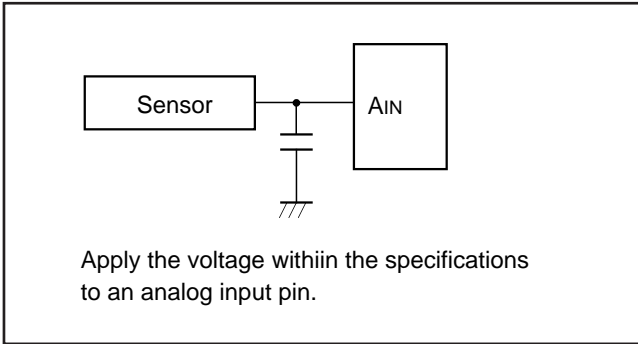 Sensor
AIN
Apply the voltage withiin the specifications
to an analog input pin.